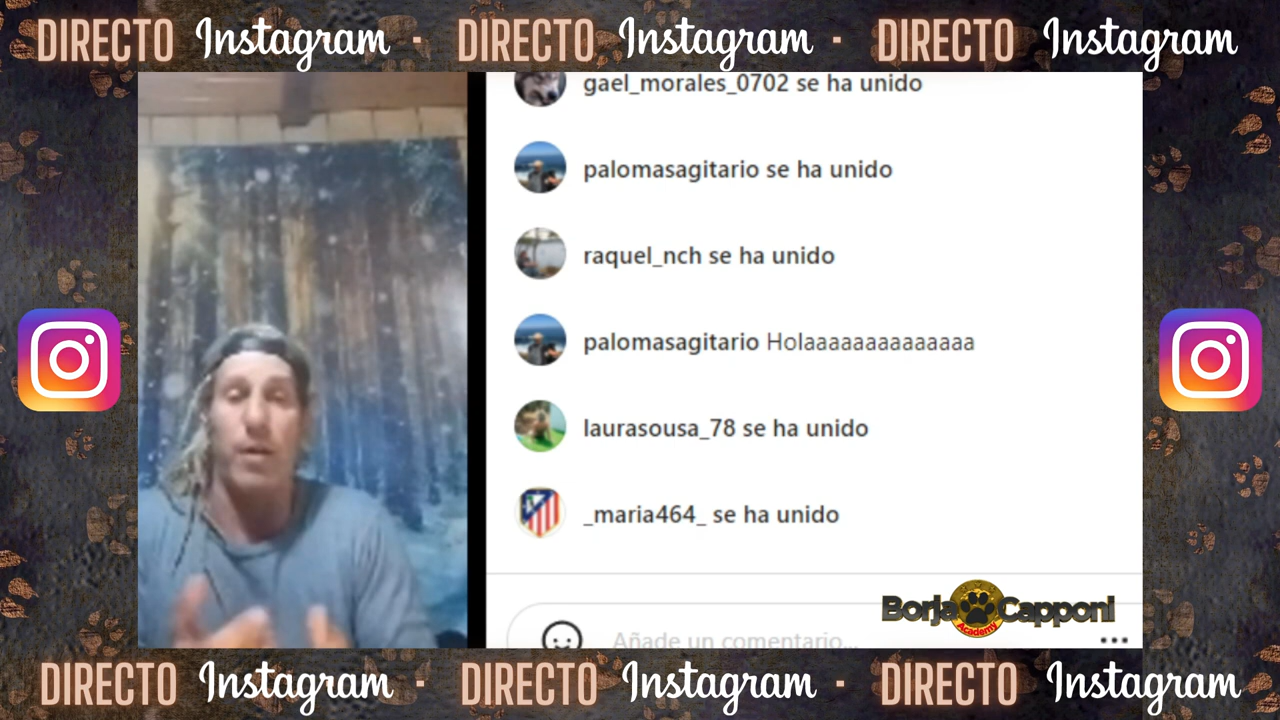 DIRECTO Instagram · DIRECTO Instagram · DIRECTO Instagram
gael_morales_0702 se ha unido
palomasagitario se ha unido
raquel_nch se ha unido
palomasagitario Holaaaaaaaaaaaaaa
laurasousa_78 se ha unido
_maria464_ se ha unido
Borja Capponi
Academy
Añade un comentario...
DIRECTO Instagram · DIRECTO Instagram · DIRECTO Instagram